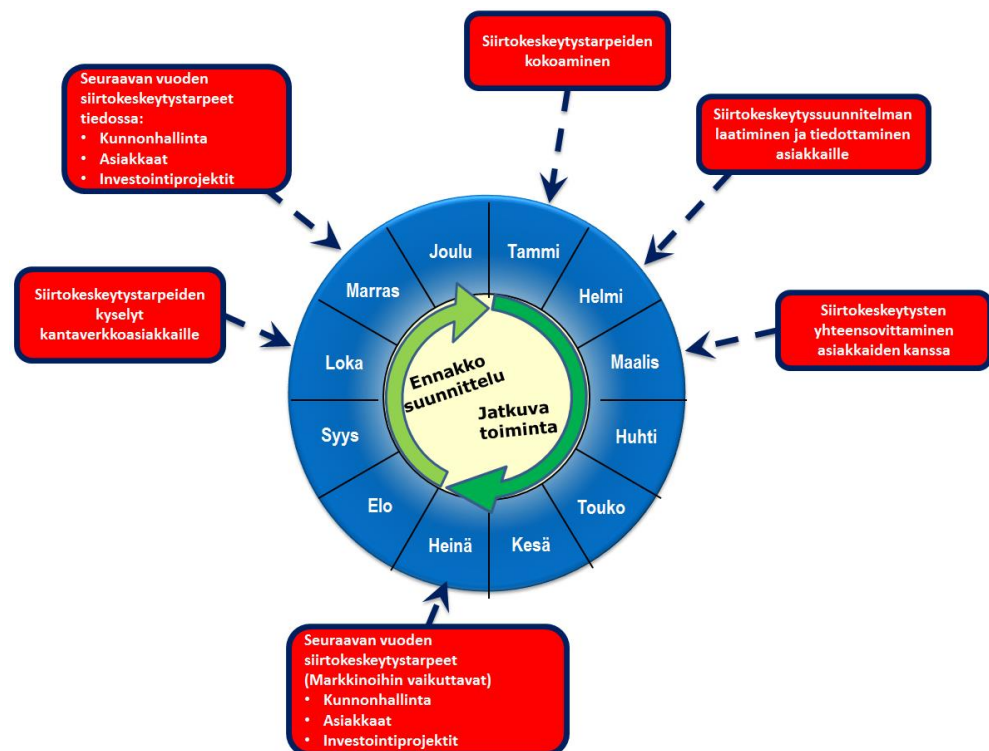 Siirtokeskeytystarpeiden
kokoaminen
Seuraavan vuoden
siirtokeskeytystarpeet
tiedossa:
• Kunnonhallinta
• Asiakkaat
• Investointiprojektit
Siirtokeskeytyssuunnitelman
laatiminen ja tiedottaminen
asiakkaille
Siirtokeskeytystarpeiden
kyselyt
kantaverkkoasiakkaille
Siirtokeskeytysten
yhteensovittaminen
asiakkaiden kanssa
Joulu
Tammi
Marras
Helmi
Loka
Maalis
Syys
Huhti
Elo
Touko
Heinä
Kesä
Ennakko
suunnittelu
Jatkuva
toiminta
Seuraavan vuoden
siirtokeskeytystarpeet
(Markkinoihin vaikuttavat)
• Kunnonhallinta
• Asiakkaat
• Investointiprojektit